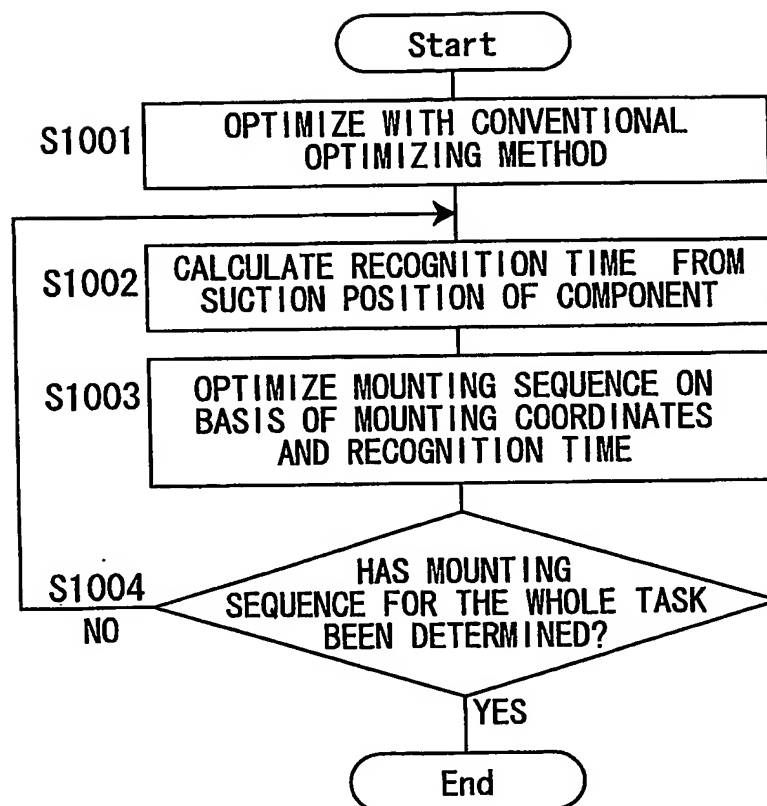 Start
S1001
OPTIMIZE WITH CONVENTIONAL
OPTIMIZING METHOD
S1002
CALCULATE RECOGNITION TIME FROM
SUCTION POSITION OF COMPONENT
S1003
OPTIMIZE MOUNTING SEQUENCE ON
BASIS OF MOUNTING COORDINATES
AND RECOGNITION TIME
S1004
HAS MOUNTING
SEQUENCE FOR THE WHOLE TASK
BEEN DETERMINED?
NO
YES
End